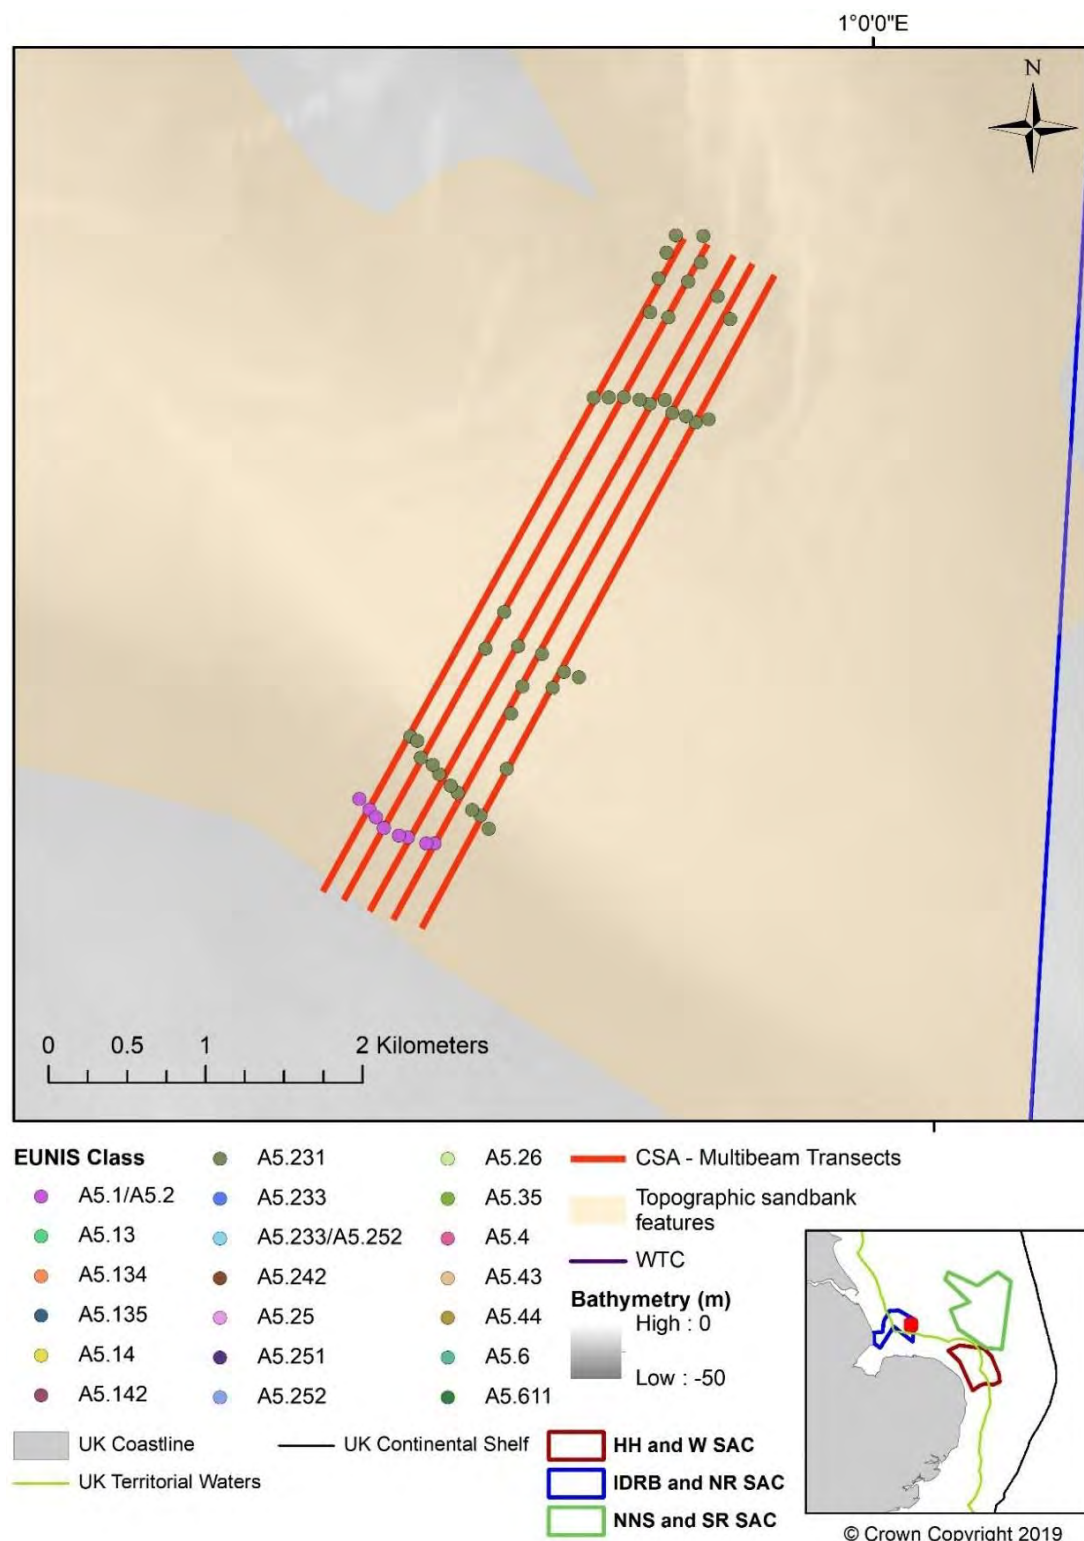 1°0'0"E
N
0 0.5 1 2 Kilometers
EUNIS Class
A5.1/A5.2
A5.13
A5.134
A5.135
A5.14
A5.142
A5.231
A5.233
A5.233/A5.252
A5.242
A5.25
A5.251
A5.252
A5.26
A5.35
A5.4
A5.43
A5.44
A5.6
A5.611
CSA - Multibeam Transects
Topographic sandbank
features
WTC
Bathymetry (m)
High : 0
Low : -50
UK Coastline
UK Continental Shelf
UK Territorial Waters
HH and W SAC
IDRB and NR SAC
NNS and SR SAC
© Crown Copyright 2019